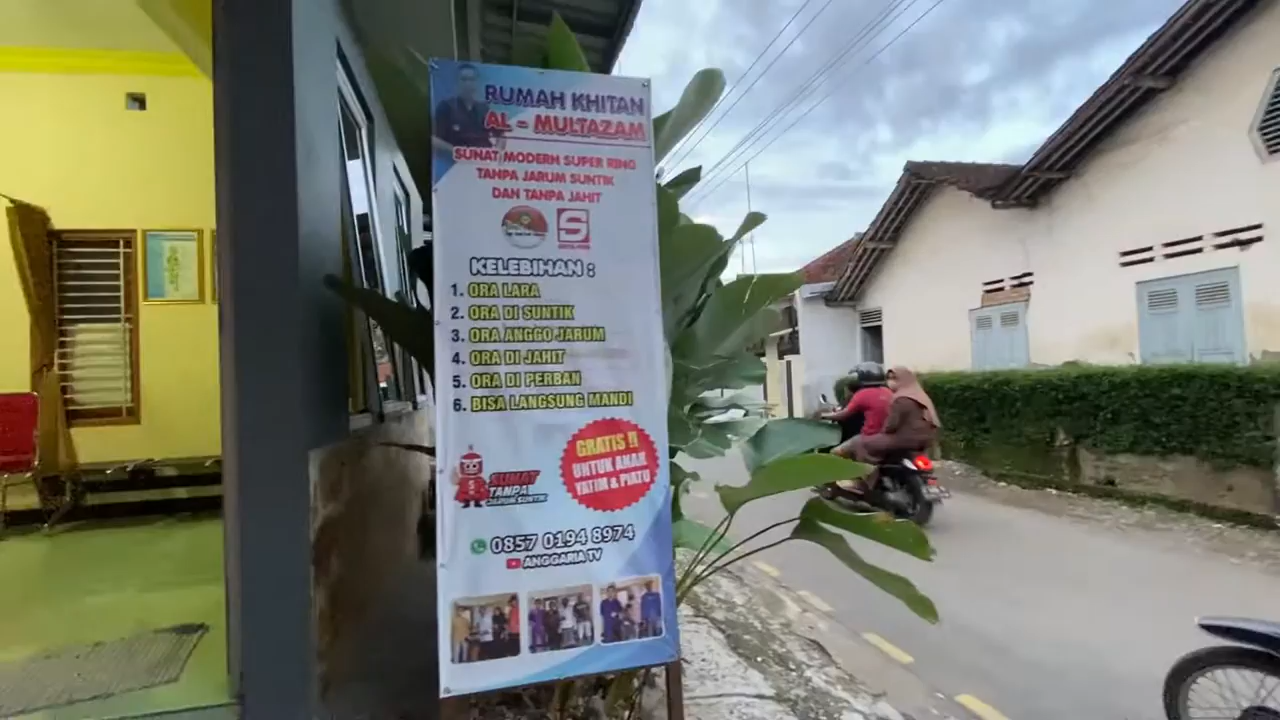 RUMAH KHITAN
AL - MULTAZAM
SUNAT MODERN SUPER RING
TANPA JARUM SUNTIK
DAN TANPA JAHIT
S
KELEBIHAN :
1. ORA LARA
2. ORA DI SUNTIK
3. ORA ANGGO JARUM
4. ORA DI JAHIT
5. ORA DI PERBAN
6. BISA LANGSUNG MANDI
GRATIS !!
UNTUK ANAK
YATIM & PIATU
SUNAT
TANPA
JARUM SUNTIK
0857 0194 8974
ANGGARIA TV